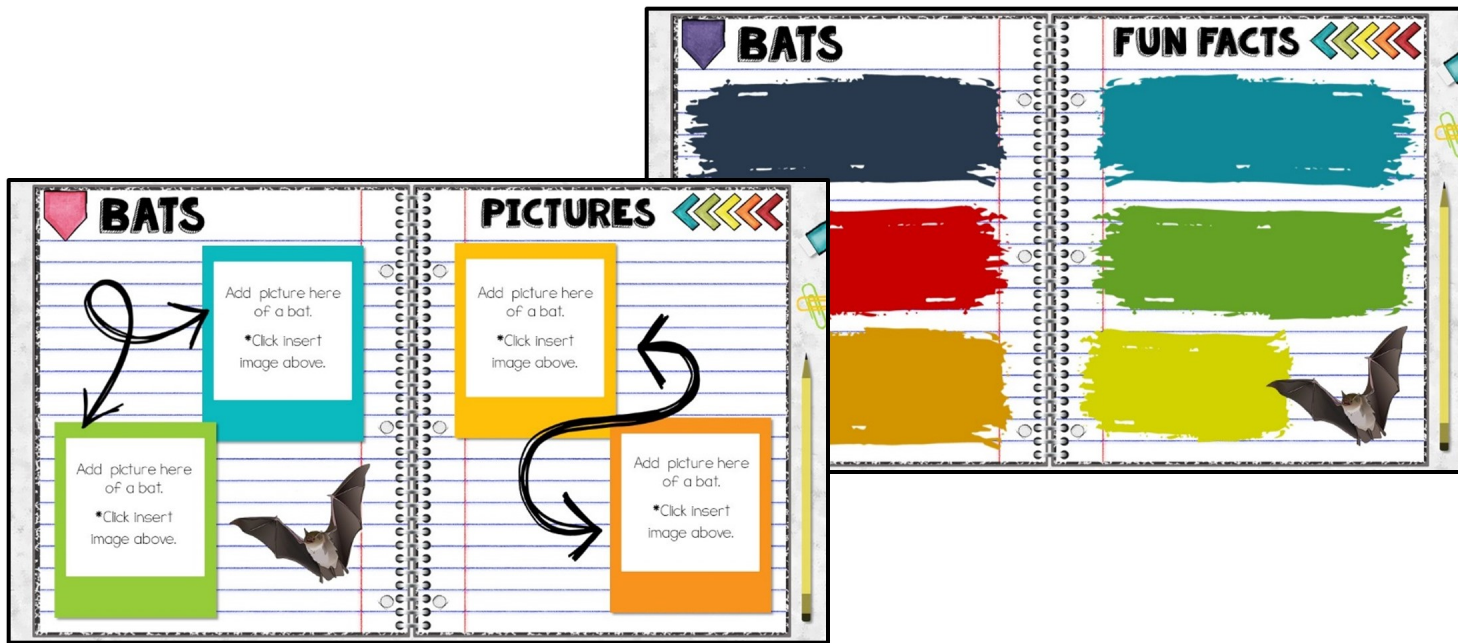 BATS
FUN FACTS
BATS
PICTURES
Add picture here
of a bat.
*Click insert
image above.
Add picture here
of a bat.
*Click insert
image above.
Add picture here
of a bat.
*Click insert
image above.
Add picture here
of a bat.
*Click insert
image above.